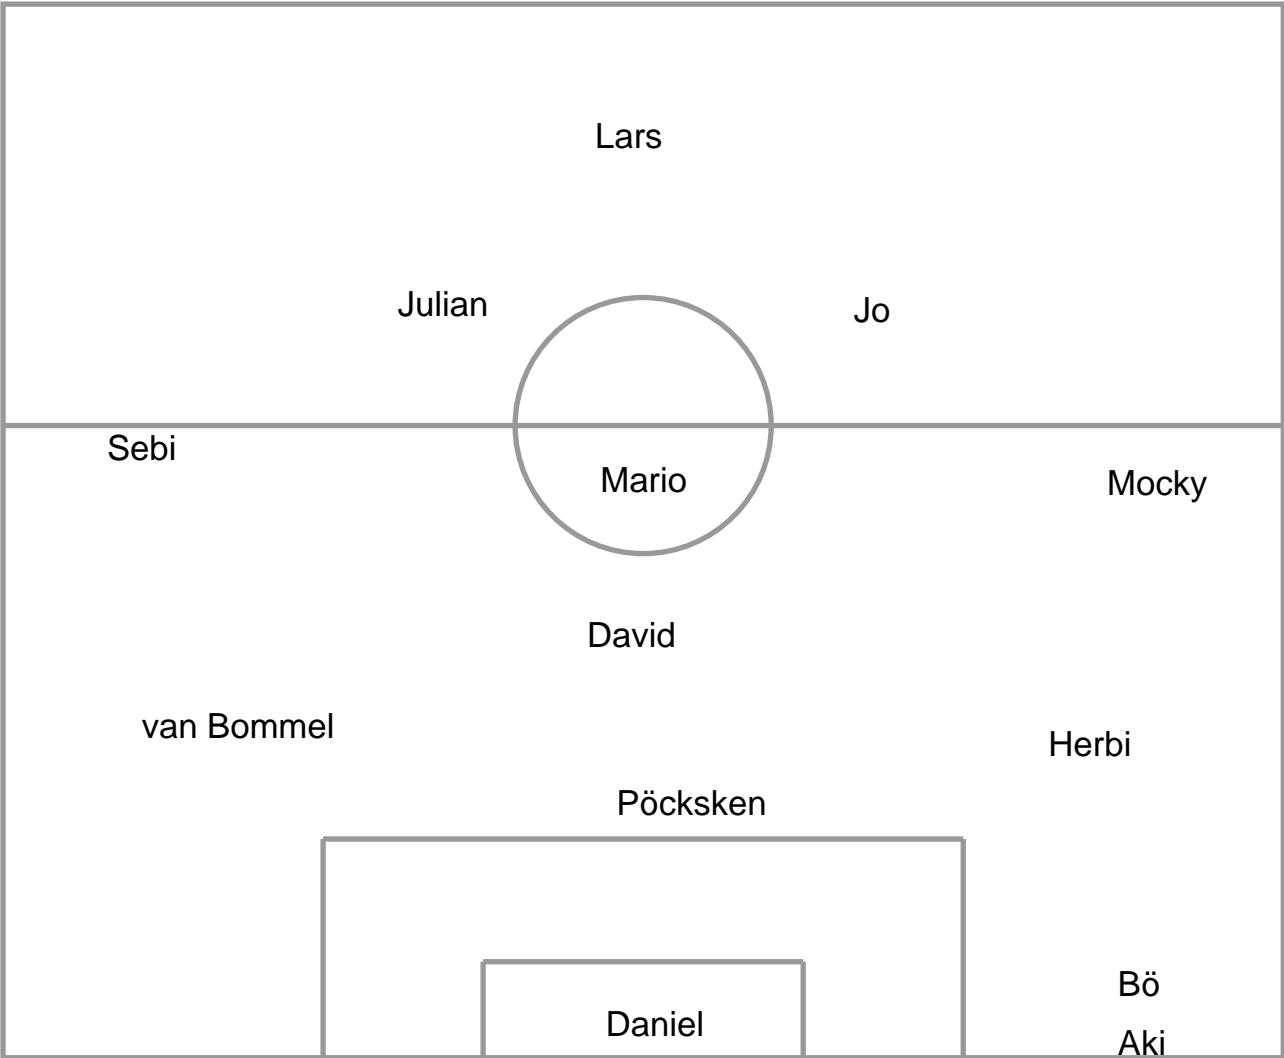 Lars
Julian
Jo
Sebi
Mario
Mocky
David
van Bommel
Herbi
Pöcksken
Bö
Daniel
Aki